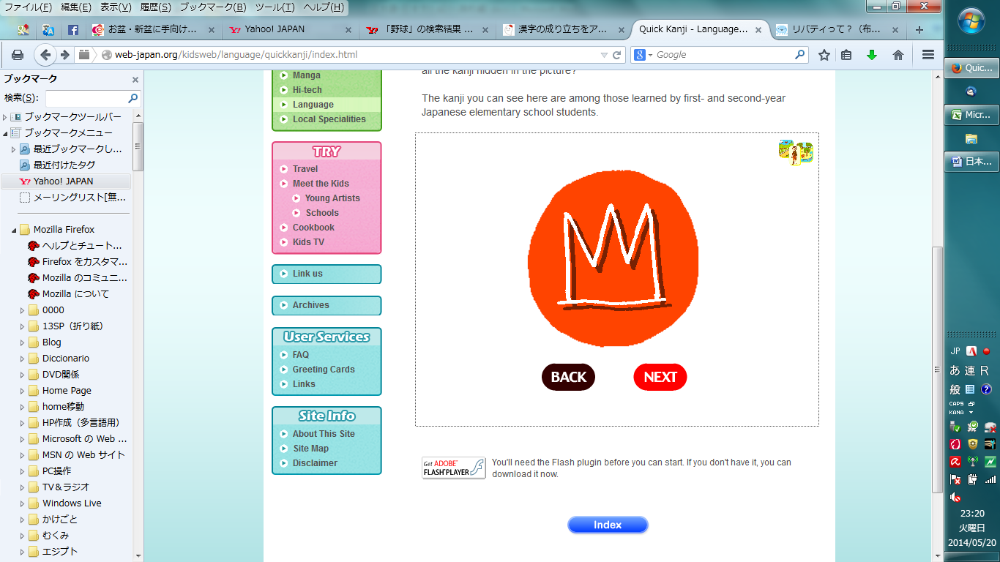 ファイル(F) 編集(E) 表示(V) 履歴(S) ブックマーク(B) ツール(T) ヘルプ(H)
お盆・新盆に手向け... Yahoo! JAPAN 「野球」の検索結果 ... 漢字の成り立ちをア... Quick Kanji - Language... リバティって？（布...
web-japan.org/kidsweb/language/quickkanji/index.html Google
ブックマーク
検索(S):
ブックマークツールバー
ブックマークメニュー
最近ブックマークし...
最近付けたタグ
Yahoo! JAPAN
メーリングリスト[無...
Mozilla Firefox
ヘルプとチュート...
Firefox をカスタマ...
Mozilla のコミュニ...
Mozilla について
0000
13SP（折り紙）
Blog
Diccionario
DVD関係
Home Page
home移動
HP作成（多言語用）
Microsoft の Web ...
MSN の Web サイト
PC操作
TV＆ラジオ
Windows Live
かけごと
むくみ
エジプト
Manga
Hi-tech
Language
Local Specialities
TRY
Travel
Meet the Kids
Young Artists
Schools
Cookbook
Kids TV
Link us
Archives
User Services
FAQ
Greeting Cards
Links
Site Info
About This Site
Site Map
Disclaimer
all the kanji hidden in the picture?
The kanji you can see here are among those learned by first- and second-year
Japanese elementary school students.
BACK NEXT
Get ADOBE FLASH PLAYER
You'll need the Flash plugin before you can start. If you don't have it, you can
download it now.
Index
Quic...
Micr...
日本...
JP
あ 連 R
般
CAPS
KANA
23:20
火曜日
2014/05/20